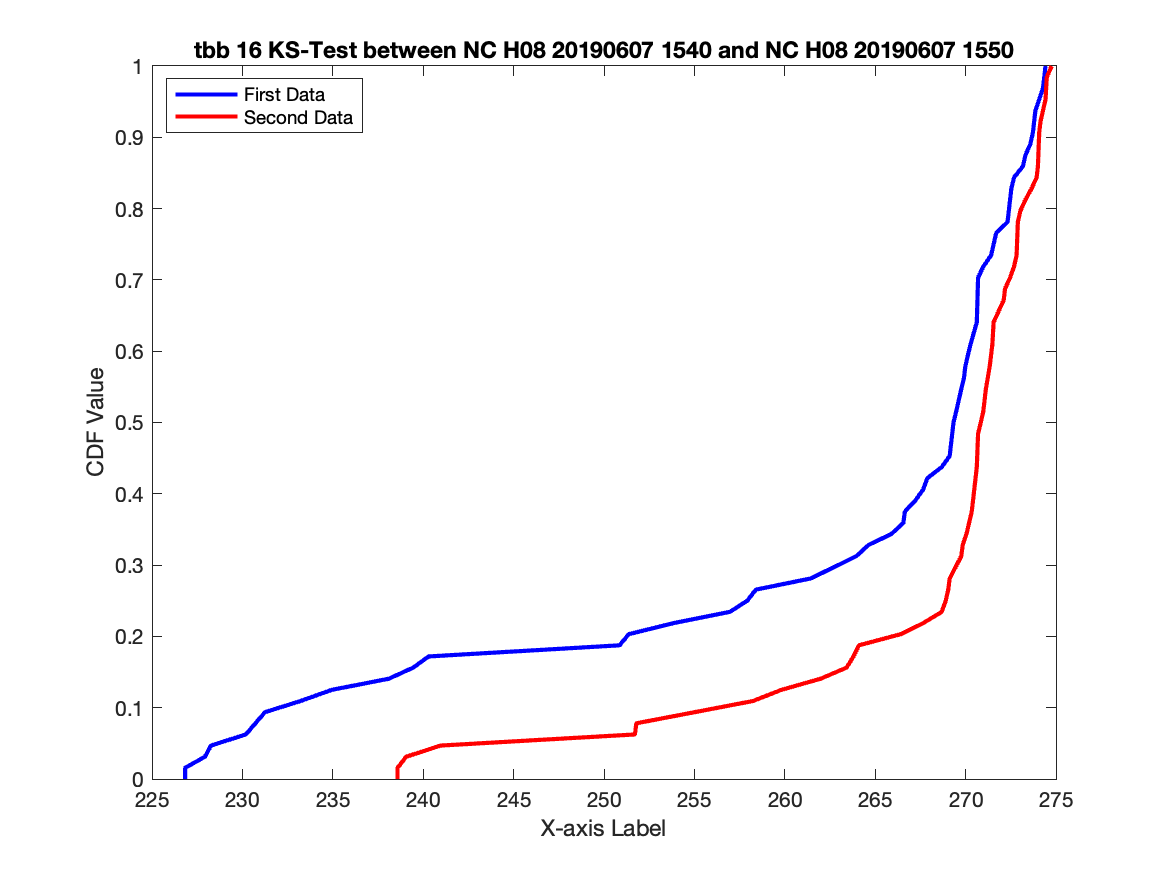 tbb 16 KS-Test between NC H08 20190607 1540 and NC H08 20190607 1550
First Data
Second Data
1
0.9
0.8
0.7
0.6
0.5
0.4
0.3
0.2
0.1
0
CDF Value
225 230 235 240 245 250 255 260 265 270 275
X-axis Label